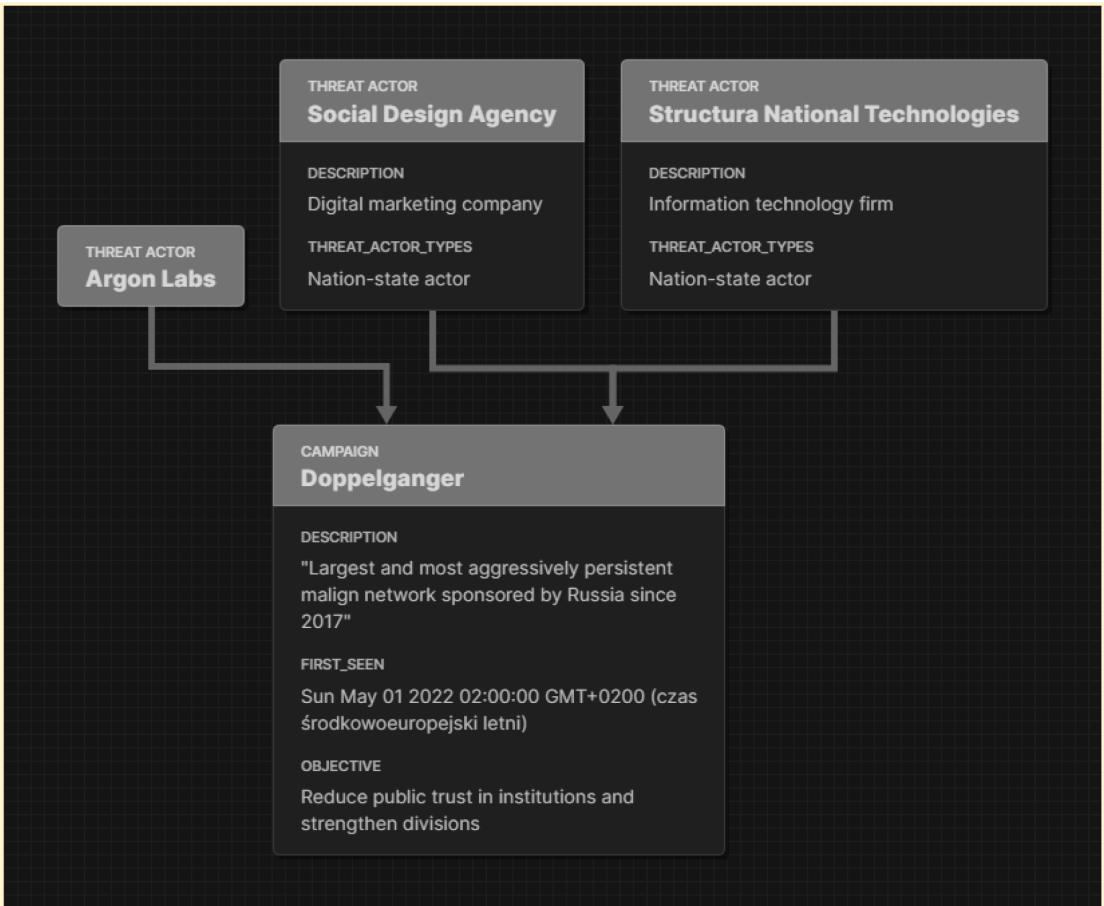 THREAT ACTOR
Social Design Agency
DESCRIPTION
Digital marketing company
THREAT_ACTOR_TYPES
Nation-state actor
THREAT ACTOR
Structura National Technologies
DESCRIPTION
Information technology firm
THREAT_ACTOR_TYPES
Nation-state actor
THREAT ACTOR
Argon Labs
CAMPAIGN
Doppelganger
DESCRIPTION
"Largest and most aggressively persistent
malign network sponsored by Russia since
2017"
FIRST_SEEN
Sun May 01 2022 02:00:00 GMT+0200 (czas
środkowoeuropejski letni)
OBJECTIVE
Reduce public trust in institutions and
strengthen divisions